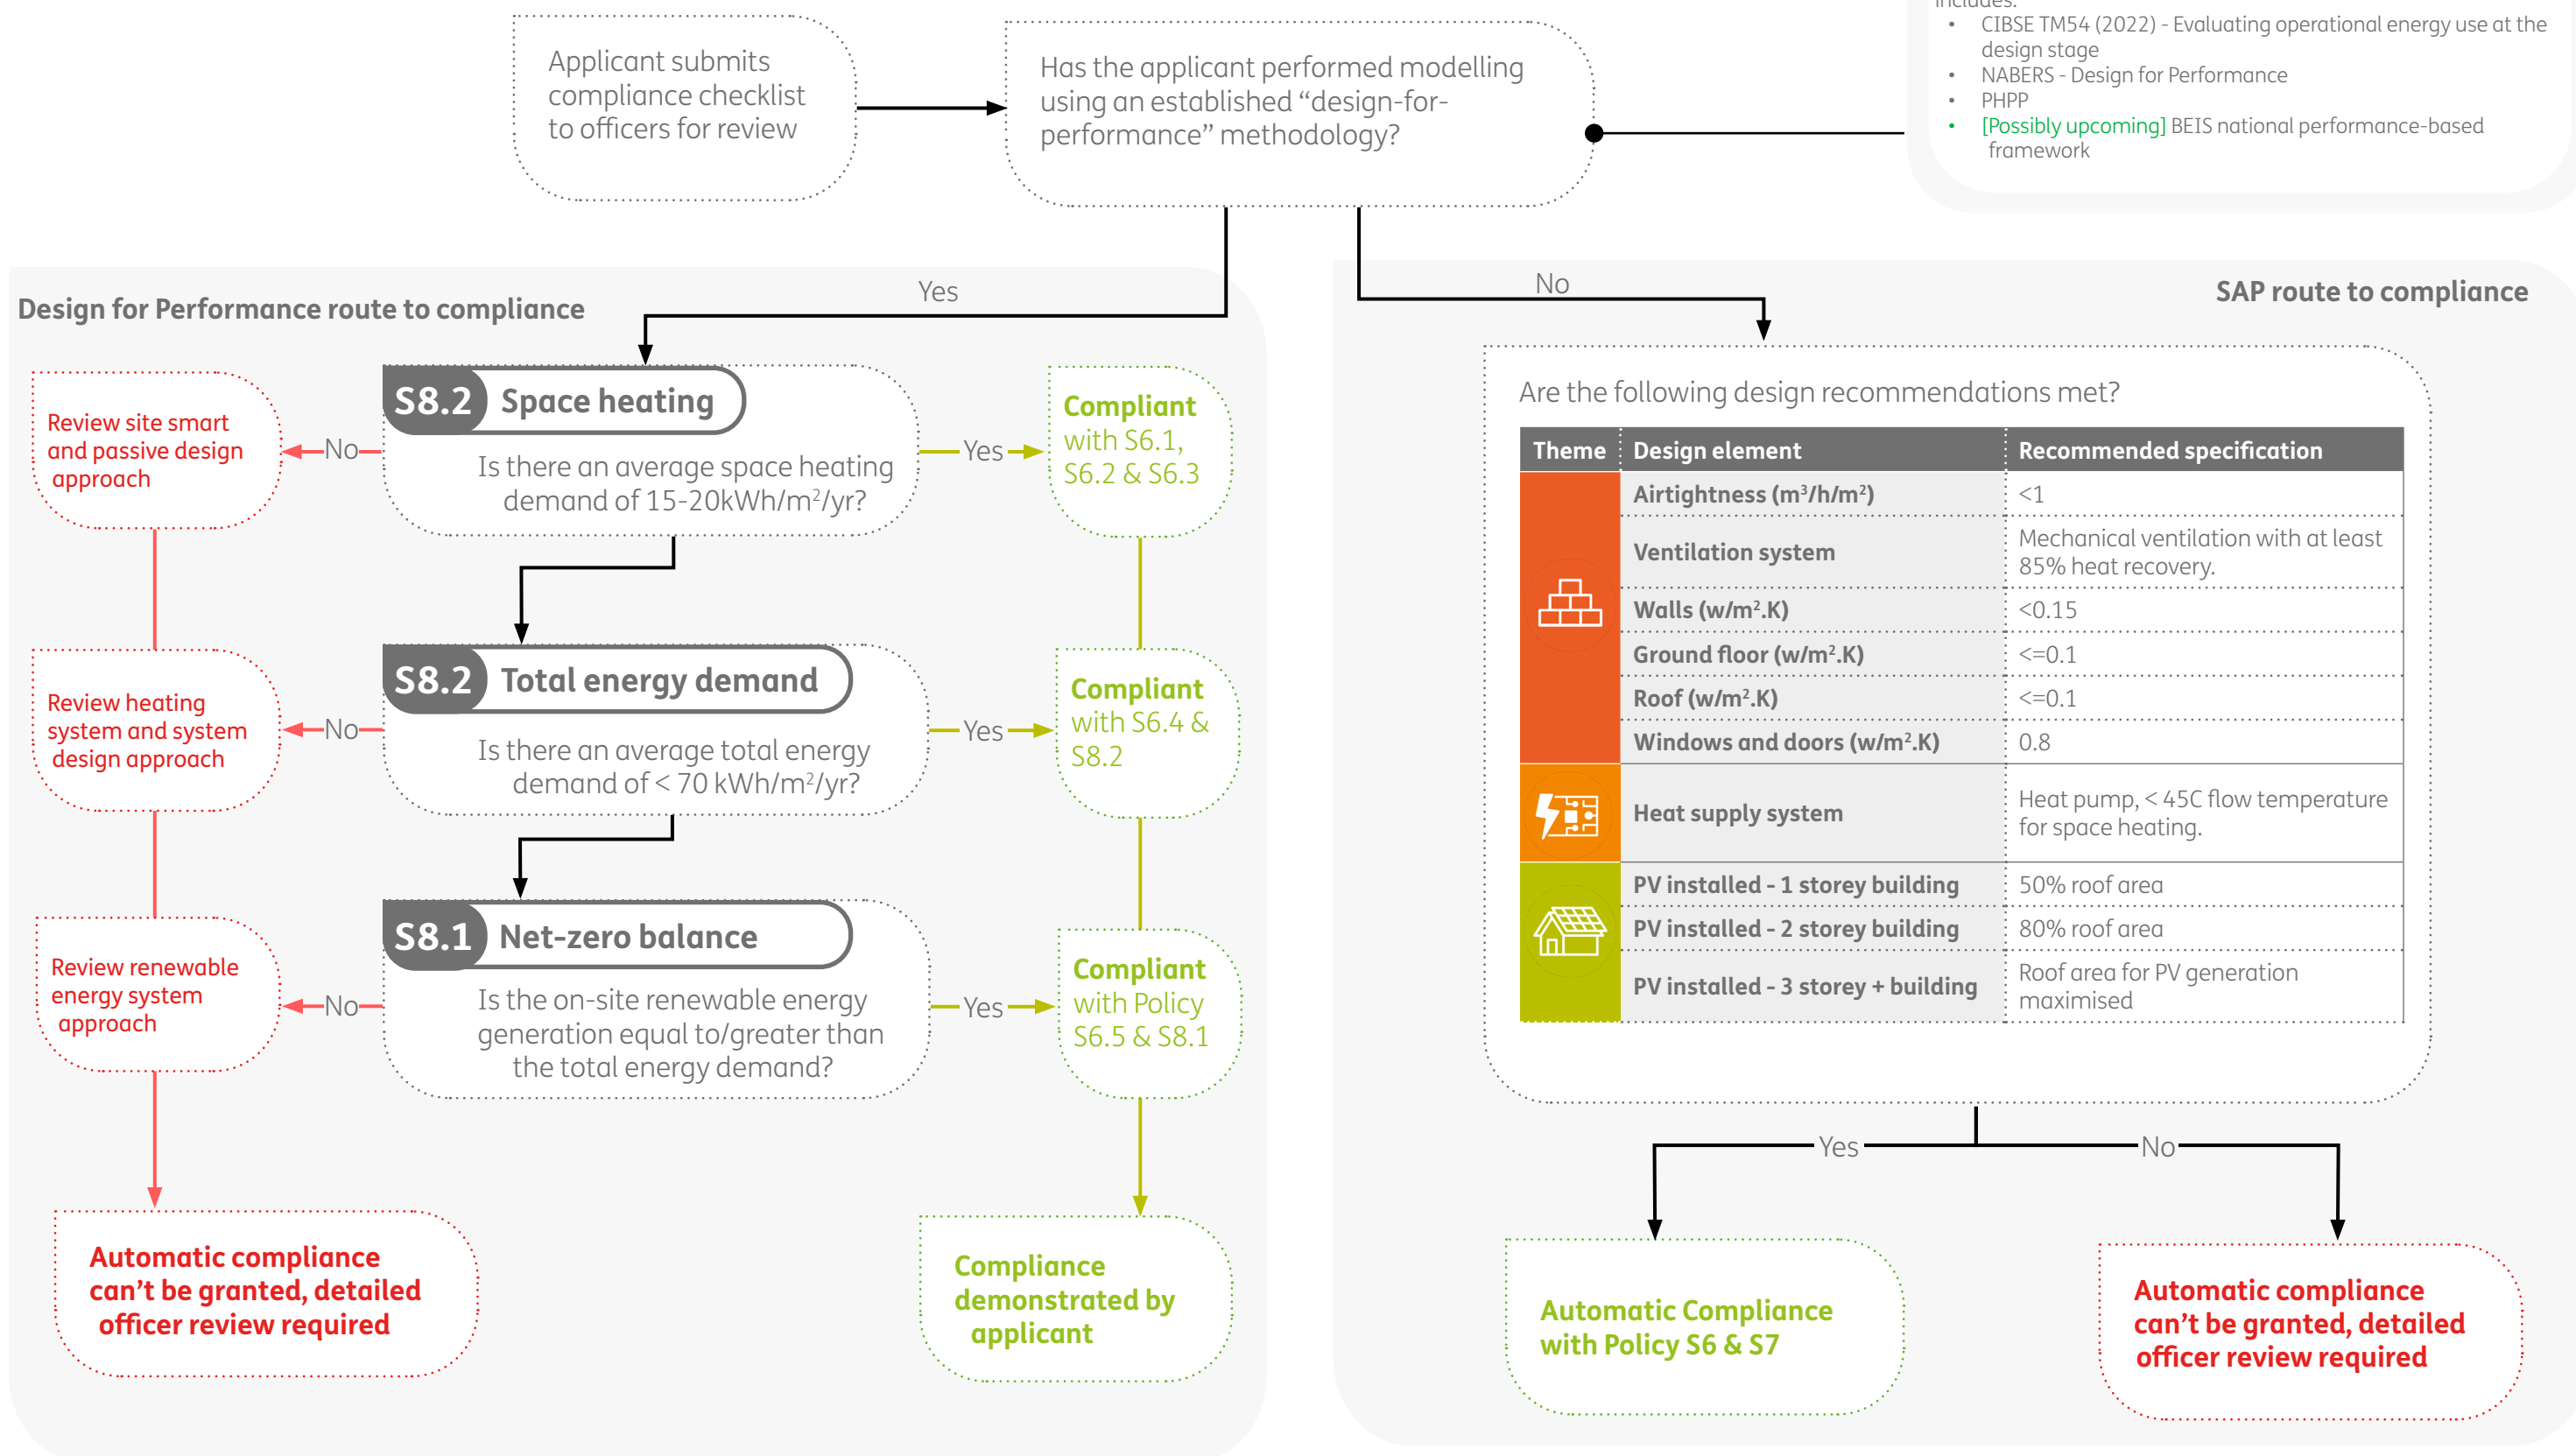 includes:
• CIBSE TM54 (2022) - Evaluating operational energy use at the
design stage
• NABERS - Design for Performance
• PHPP
• [Possibly upcoming] BEIS national performance-based
framework
Applicant submits
compliance checklist
to officers for review
Has the applicant performed modelling
using an established “design-for-
performance” methodology?
Yes
No
Design for Performance route to compliance
S8.2 Space heating
Is there an average space heating
demand of 15-20kWh/m²/yr?
No
Review site smart
and passive design
approach
Yes
Compliant
with S6.1,
S6.2 & S6.3
S8.2 Total energy demand
Is there an average total energy
demand of < 70 kWh/m²/yr?
No
Review heating
system and system
design approach
Yes
Compliant
with S6.4 &
S8.2
S8.1 Net-zero balance
Is the on-site renewable energy
generation equal to/greater than
the total energy demand?
No
Review renewable
energy system
approach
Yes
Compliant
with Policy
S6.5 & S8.1
Automatic compliance
can’t be granted, detailed
officer review required
Compliance
demonstrated by
applicant
SAP route to compliance
Are the following design recommendations met?
Theme Design element Recommended specification
Airtightness (m³/h/m²) <1
Ventilation system Mechanical ventilation with at least
85% heat recovery.
Walls (w/m².K) <0.15
Ground floor (w/m².K) <=0.1
Roof (w/m².K) <=0.1
Windows and doors (w/m².K) 0.8
Heat supply system Heat pump, < 45C flow temperature
for space heating.
PV installed - 1 storey building 50% roof area
PV installed - 2 storey building 80% roof area
PV installed - 3 storey + building Roof area for PV generation
maximised
Yes
No
Automatic Compliance
with Policy S6 & S7
Automatic compliance
can’t be granted, detailed
officer review required